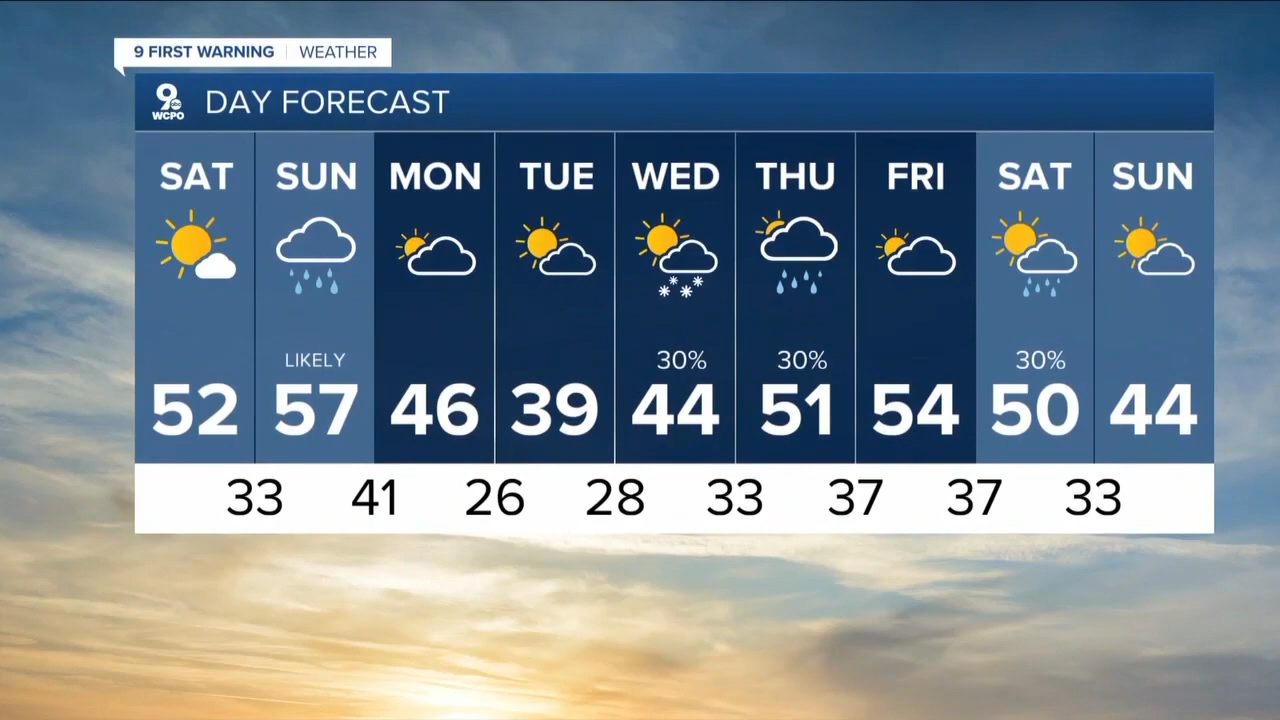 9 FIRST WARNING | WEATHER
9 abc WCPO DAY FORECAST
SAT SUN MON TUE WED THU FRI SAT SUN
LIKELY 30% 30% 30%
52 57 46 39 44 51 54 50 44
33 41 26 28 33 37 37 33